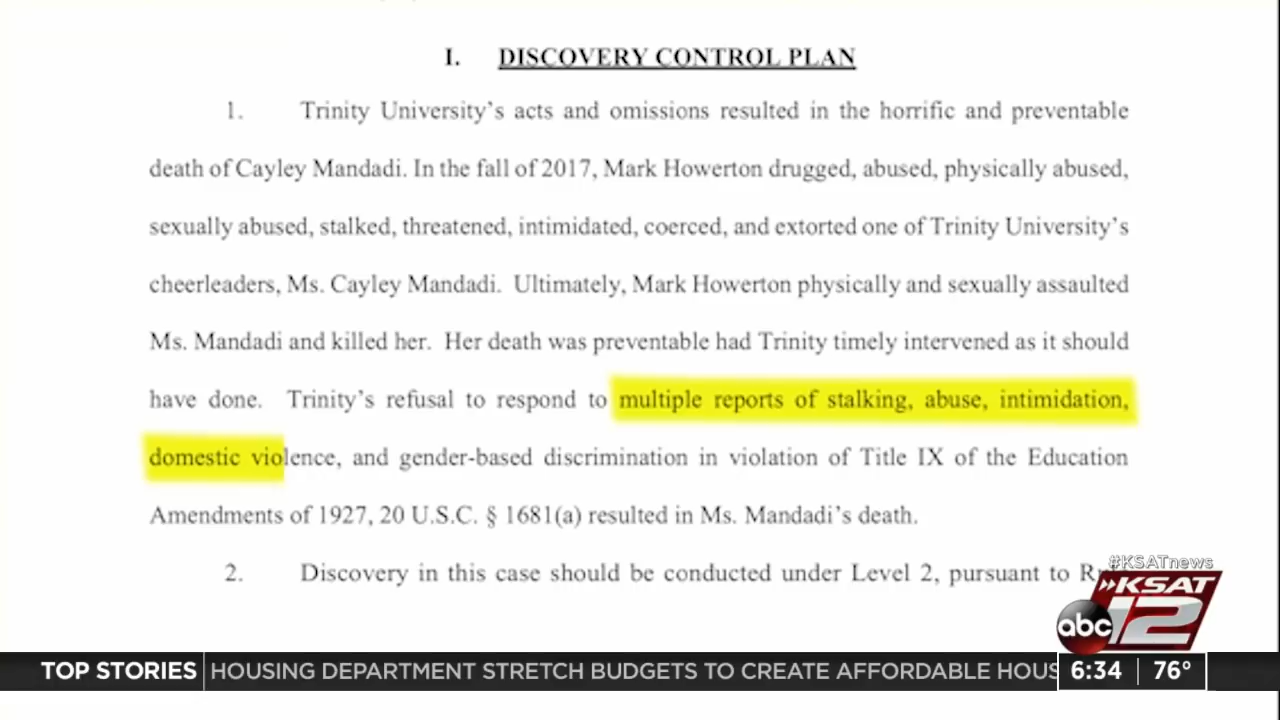 I. DISCOVERY CONTROL PLAN
1. Trinity University's acts and omissions resulted in the horrific and preventable
death of Cayley Mandadi. In the fall of 2017, Mark Howerton drugged, abused, physically abused,
sexually abused, stalked, threatened, intimidated, coerced, and extorted one of Trinity University's
cheerleaders, Ms. Cayley Mandadi. Ultimately, Mark Howerton physically and sexually assaulted
Ms. Mandadi and killed her. Her death was preventable had Trinity timely intervened as it should
have done. Trinity's refusal to respond to multiple reports of stalking, abuse, intimidation,
domestic violence, and gender-based discrimination in violation of Title IX of the Education
Amendments of 1927, 20 U.S.C. § 1681(a) resulted in Ms. Mandadi's death.
2. Discovery in this case should be conducted under Level 2, pursuant to
#KSATnews
»KSAT
abc 12
TOP STORIES HOUSING DEPARTMENT STRETCH BUDGETS TO CREATE AFFORDABLE HOUS
6:34 76°